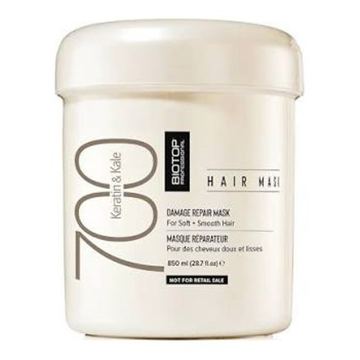 700
Keratin & Kale
BIOTOP
PROFESSIONAL
HAIR MASK
DAMAGE REPAIR MASK
For Soft + Smooth Hair
MASQUE RÉPARATEUR
Pour des cheveux doux et lisses
850 ml (28.7 fl.oz) e
NOT FOR RETAIL SALE